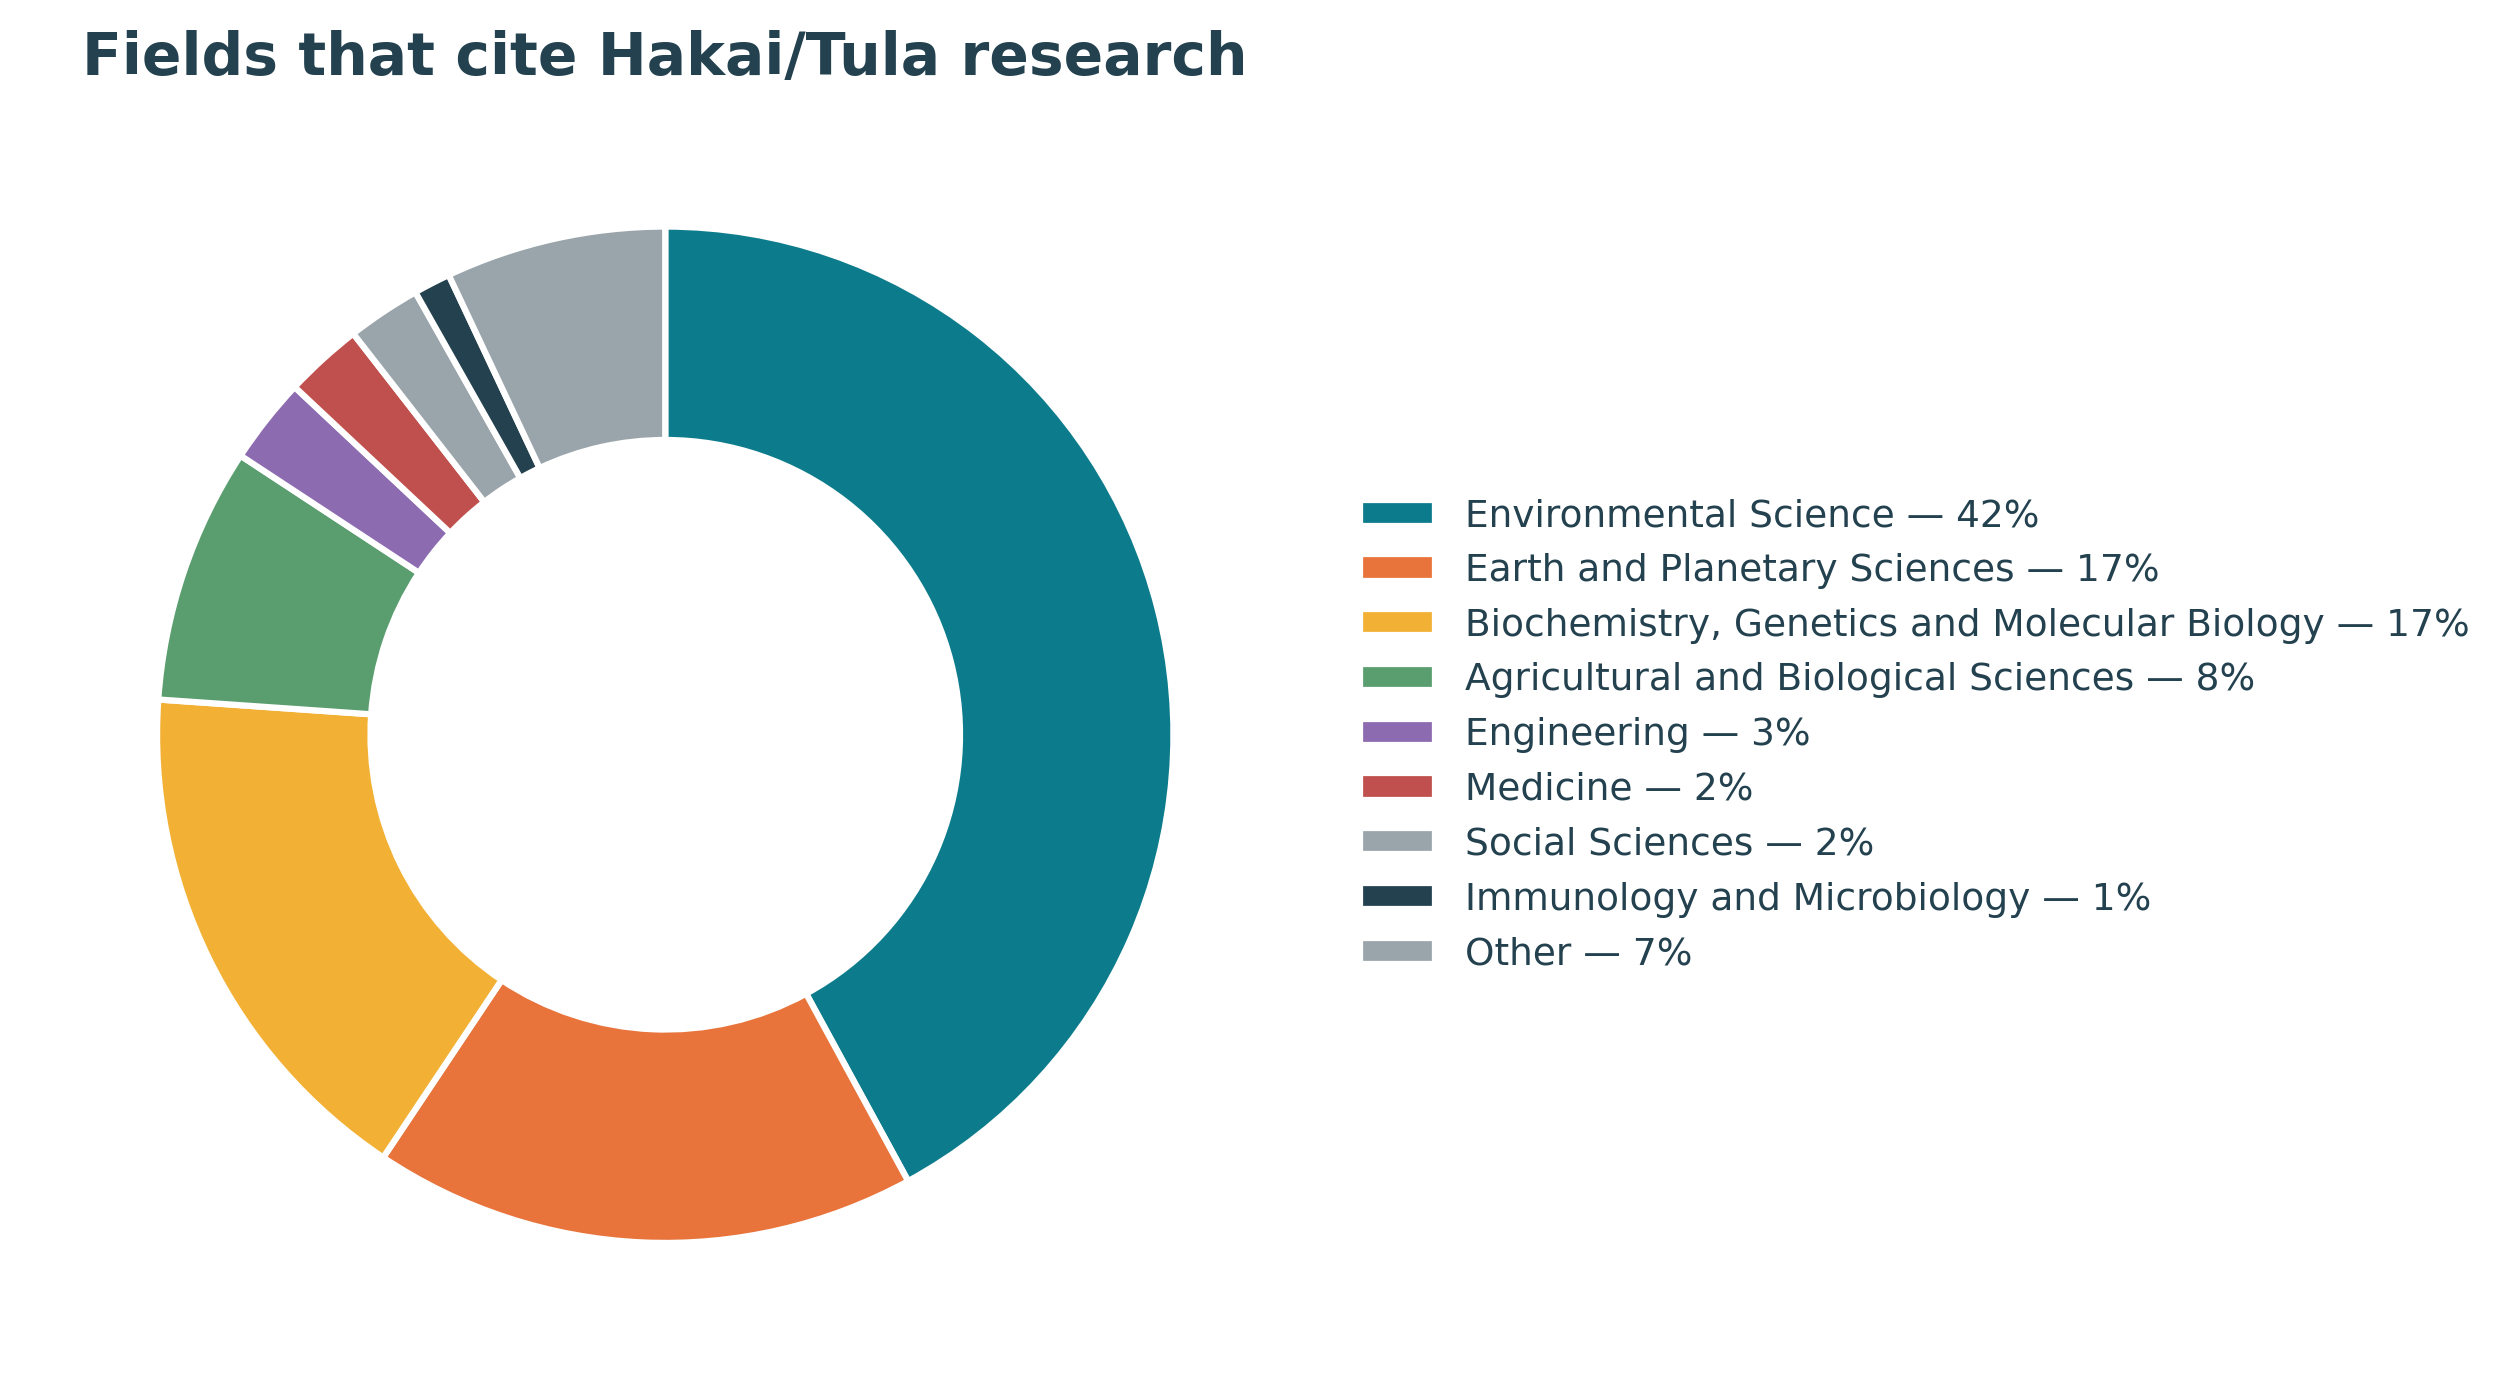 Fields that cite Hakai/Tula research
Environmental Science — 42%
Earth and Planetary Sciences — 17%
Biochemistry, Genetics and Molecular Biology — 17%
Agricultural and Biological Sciences — 8%
Engineering — 3%
Medicine — 2%
Social Sciences — 2%
Immunology and Microbiology — 1%
Other — 7%